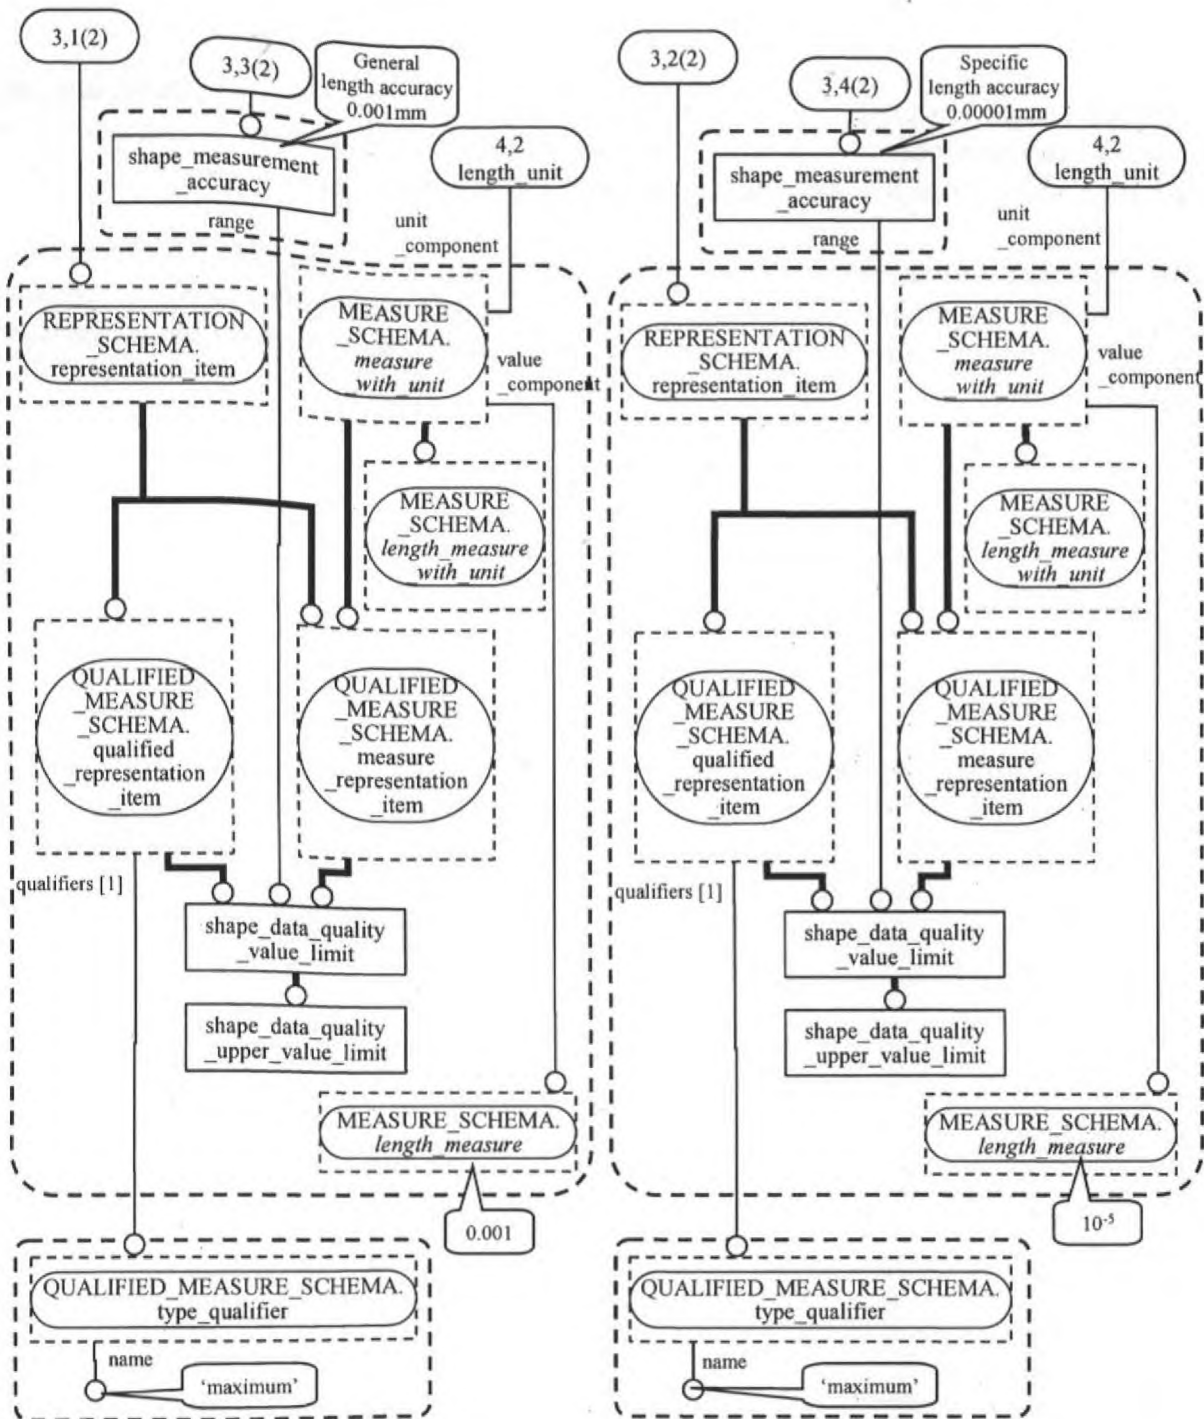 3,1(2)
3,3(2)
General
length accuracy
0.001mm
shape_measurement
_accuracy
range
4,2
length_unit
unit
_component
REPRESENTATION
_SCHEMA.
representation_item
MEASURE
_SCHEMA.
measure
_with_unit
value
_component
MEASURE
_SCHEMA.
length_measure
_with_unit
QUALIFIED
_MEASURE
_SCHEMA.
qualified
_representation
_item
QUALIFIED
_MEASURE
_SCHEMA.
measure
_representation
_item
qualifiers [1]
shape_data_quality
_value_limit
shape_data_quality
_upper_value_limit
MEASURE_SCHEMA.
length_measure
0.001
QUALIFIED_MEASURE_SCHEMA.
type_qualifier
name
‘maximum’
3,2(2)
3,4(2)
Specific
length accuracy
0.00001mm
shape_measurement
_accuracy
range
4,2
length_unit
unit
_component
REPRESENTATION
_SCHEMA.
representation_item
MEASURE
_SCHEMA.
measure
_with_unit
value
_component
MEASURE
_SCHEMA.
length_measure
_with_unit
QUALIFIED
_MEASURE
_SCHEMA.
qualified
_representation
_item
QUALIFIED
_MEASURE
_SCHEMA.
measure
_representation
_item
qualifiers [1]
shape_data_quality
_value_limit
shape_data_quality
_upper_value_limit
MEASURE_SCHEMA.
length_measure
10⁻⁵
QUALIFIED_MEASURE_SCHEMA.
type_qualifier
name
‘maximum’